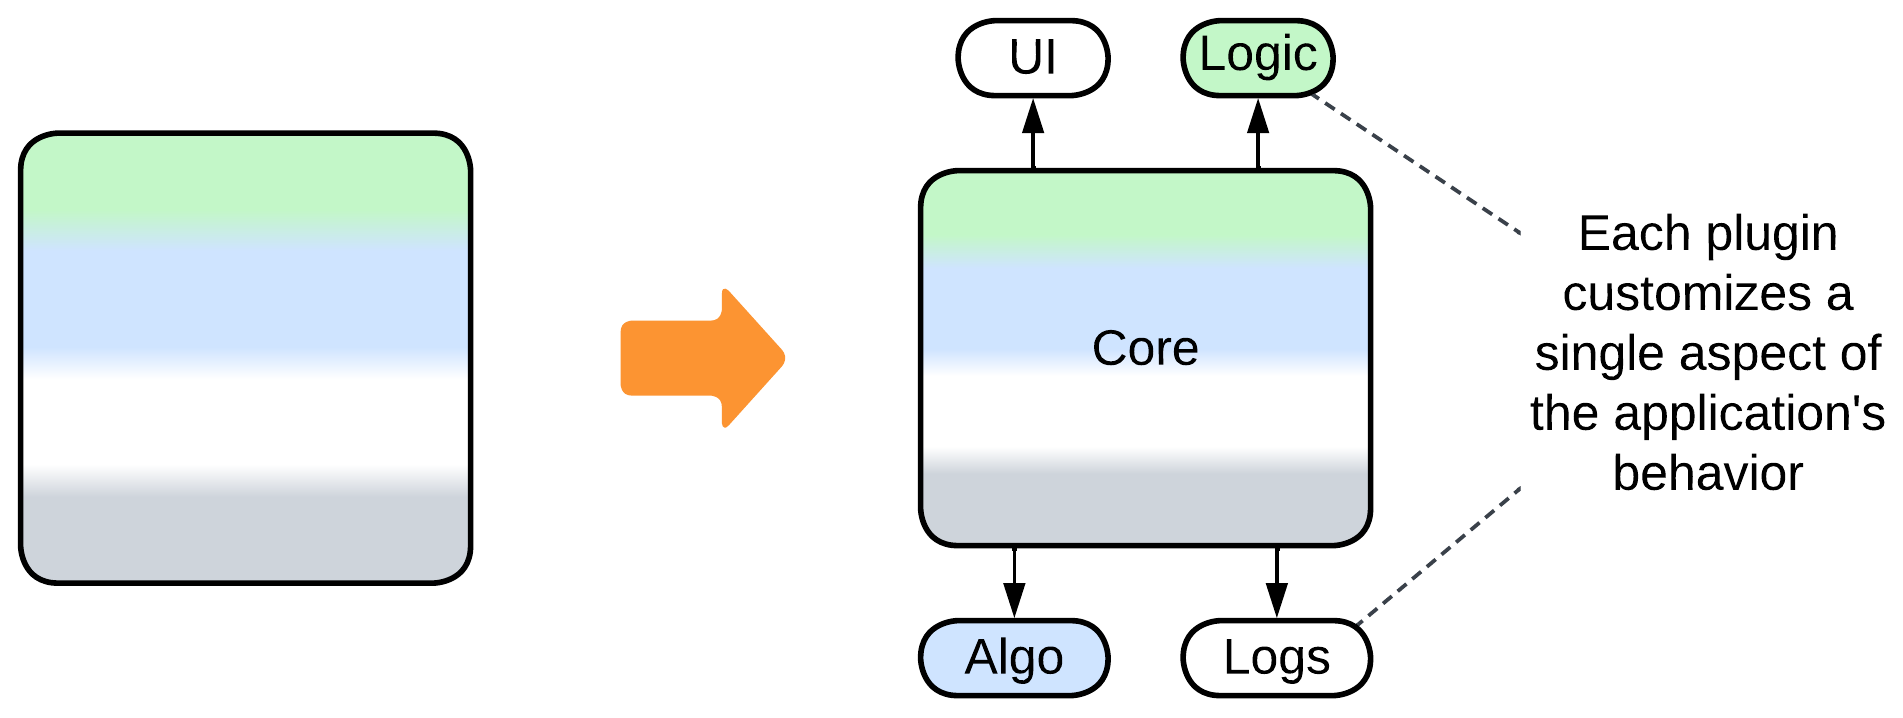 UI
Logic
Core
Each plugin
customizes a
single aspect of
the application's
behavior
Algo
Logs